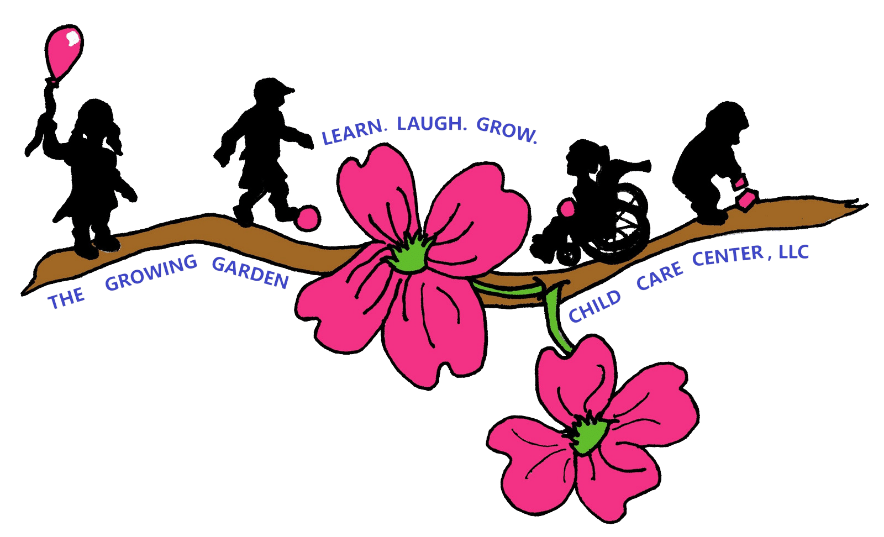 LEARN. LAUGH. GROW.
THE GROWING GARDEN
CHILD CARE CENTER, LLC